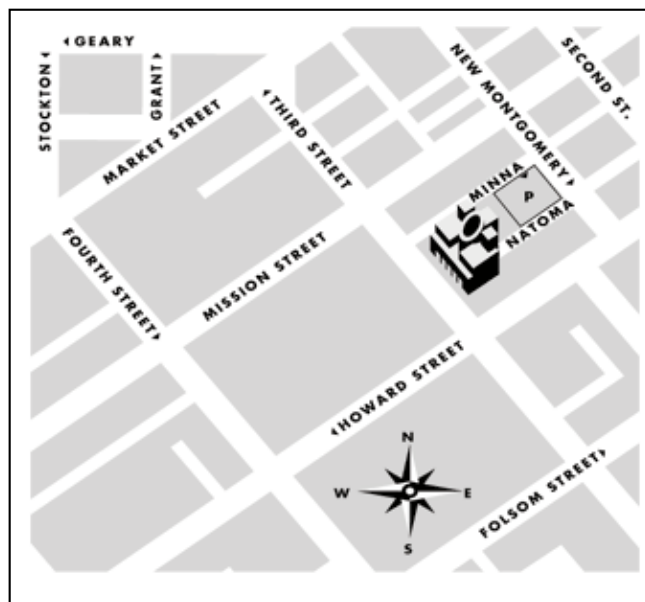 GEARY
STOCKTON
GRANT
MARKET STREET
THIRD STREET
NEW MONTGOMERY
SECOND ST.
MINNA
P
NATOMA
FOURTH STREET
MISSION STREET
HOWARD STREET
N
W
E
S
FOLSOM STREET